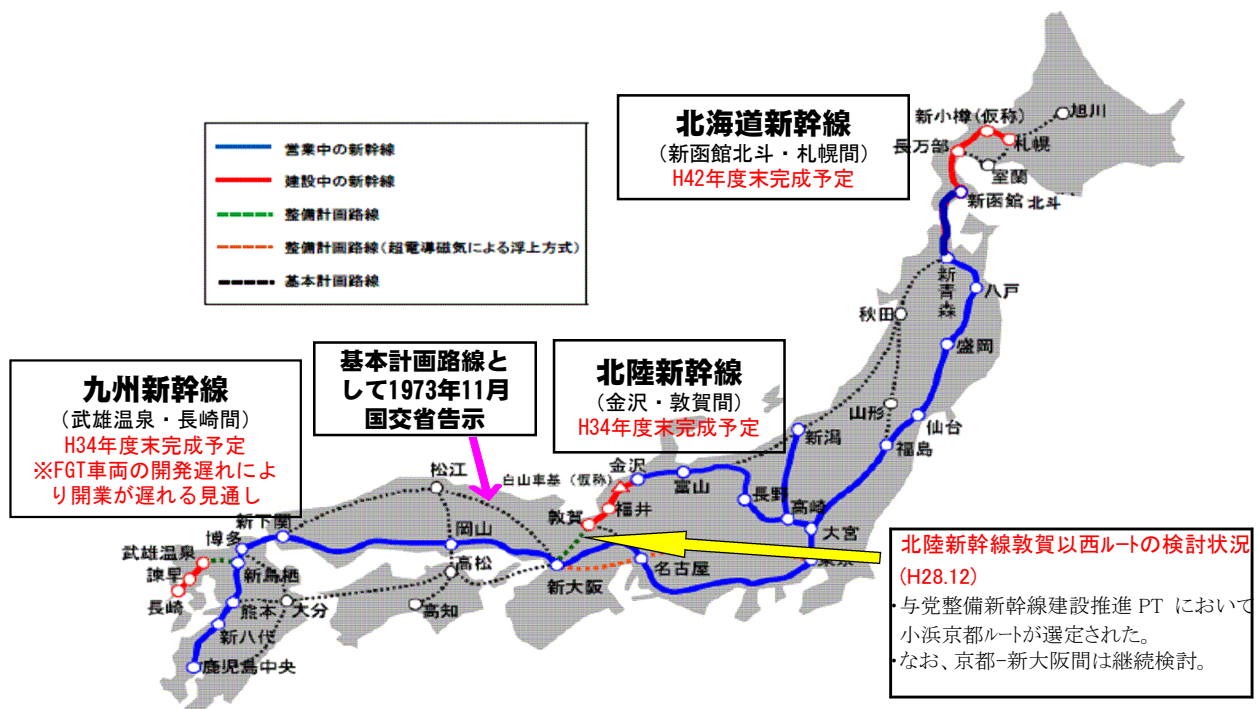 営業中の新幹線
建設中の新幹線
整備計画路線
整備計画路線(超電導磁気による浮上方式)
基本計画路線
北海道新幹線
(新函館北斗・札幌間)
H42年度末完成予定
新小樽(仮称)
旭川
長万部
札幌
室蘭
新函館 北斗
新青森
八戸
秋田
盛岡
山形
仙台
福島
新潟
九州新幹線
(武雄温泉・長崎間)
H34年度末完成予定
※FGT車両の開発遅れによ
り開業が遅れる見通し
基本計画路線と
して1973年11月
国交省告示
北陸新幹線
(金沢・敦賀間)
H34年度末完成予定
松江
白山車基(仮称)
金沢
富山
長野
高崎
大宮
東京
福井
敦賀
新下関
岡山
博多
武雄温泉
新鳥栖
高松
新大阪
名古屋
諫早
長崎
熊本
大分
高知
新八代
鹿児島中央
北陸新幹線敦賀以西ルートの検討状況
(H28.12)
・与党整備新幹線建設推進 PT において
小浜京都ルートが選定された。
・なお、京都-新大阪間は継続検討。